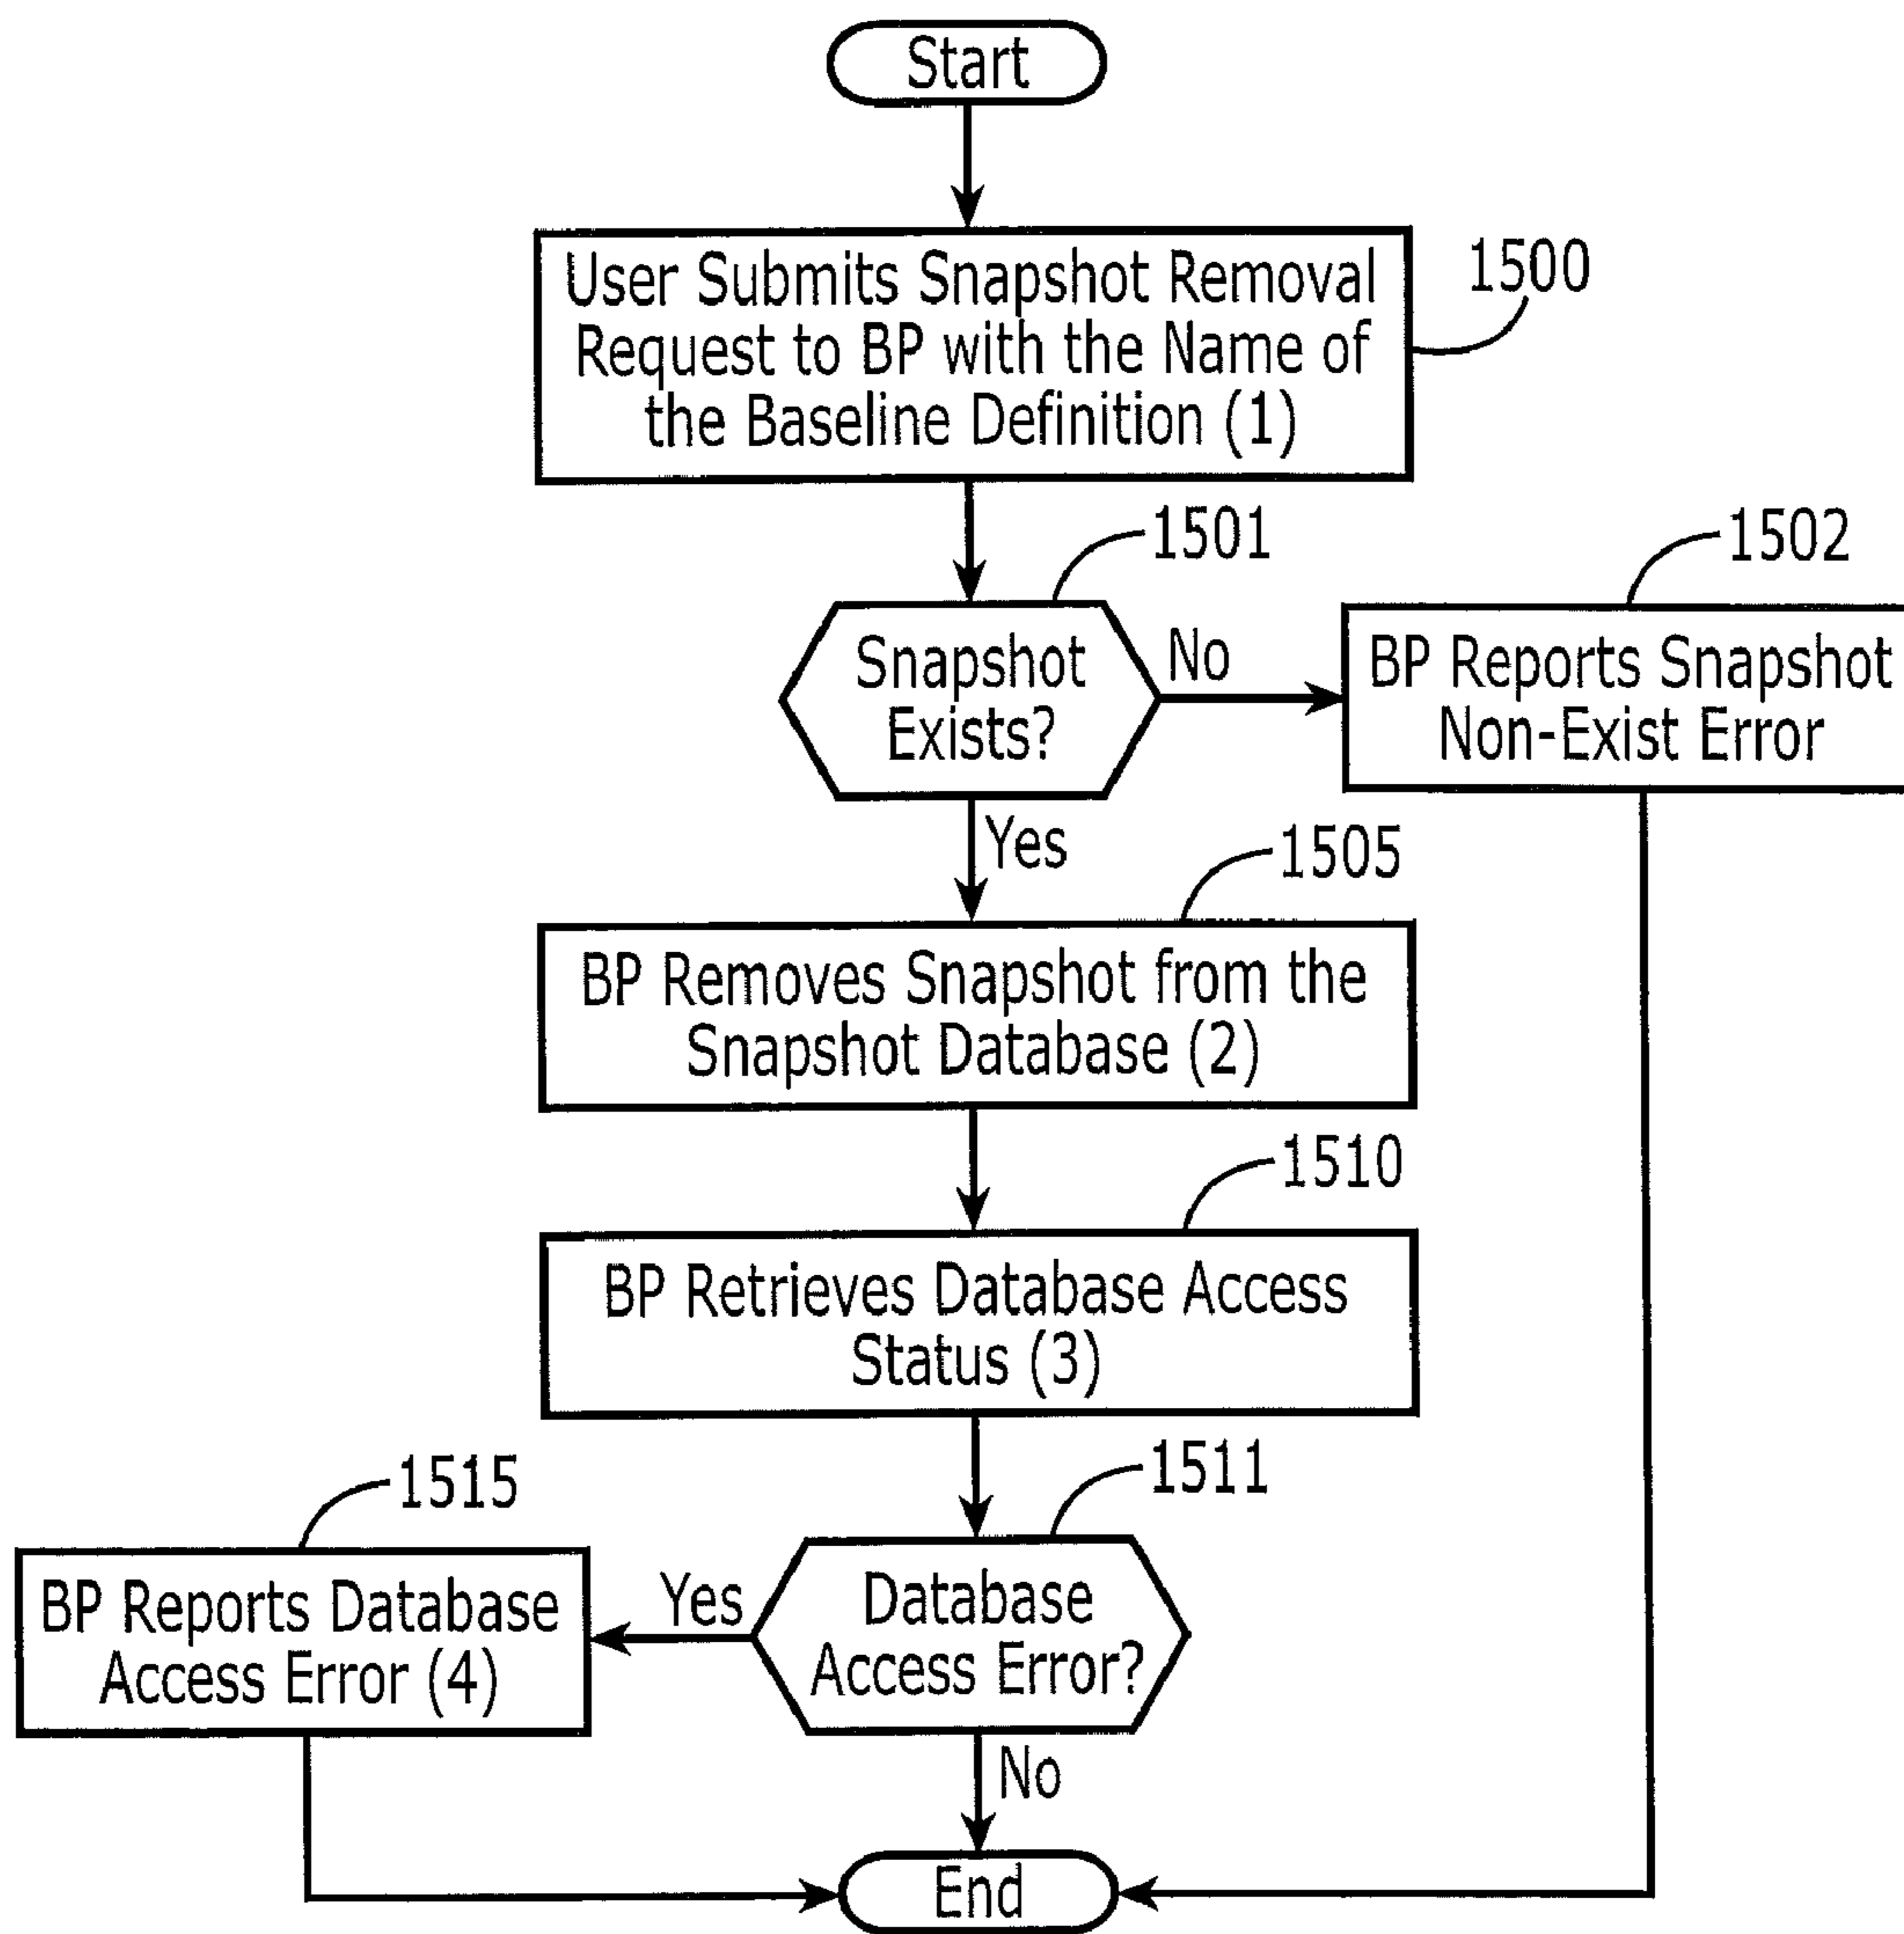 Start
User Submits Snapshot Removal
Request to BP with the Name of
the Baseline Definition (1)
1500
1501
Snapshot
Exists?
No
1502
BP Reports Snapshot
Non-Exist Error
Yes
1505
BP Removes Snapshot from the
Snapshot Database (2)
1510
BP Retrieves Database Access
Status (3)
1511
Database
Access Error?
Yes
1515
BP Reports Database
Access Error (4)
No
End